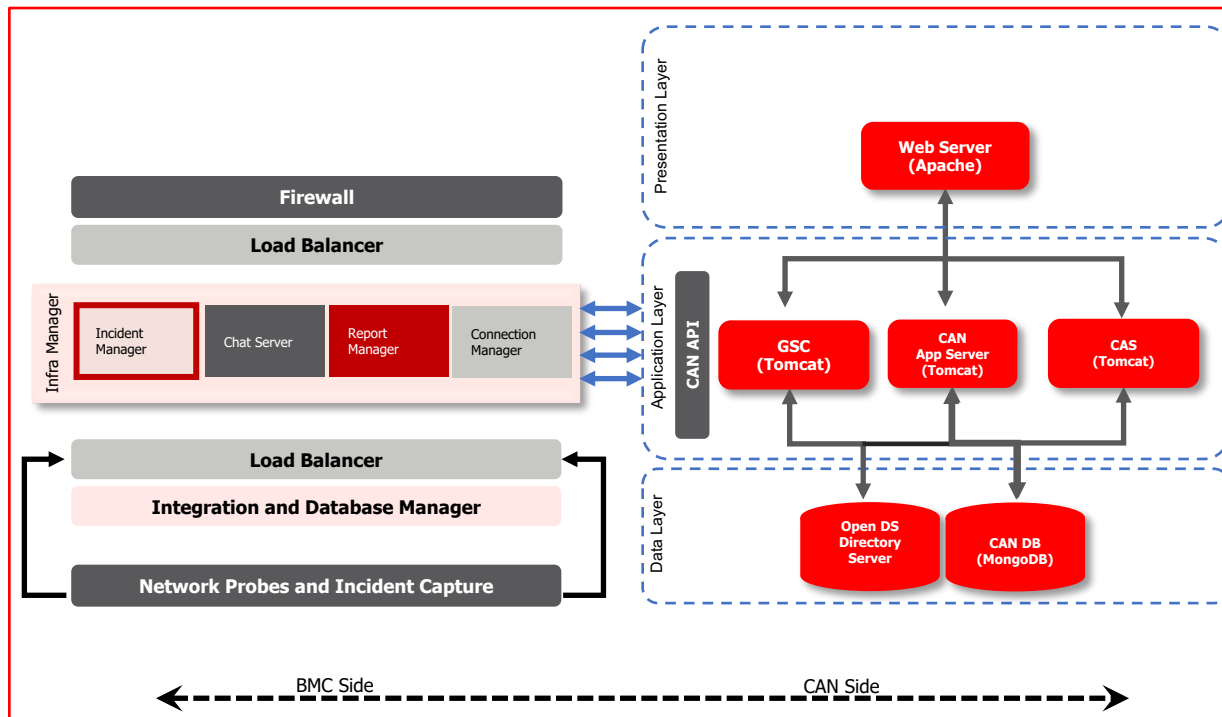 Firewall
Load Balancer
Infra Manager
Incident
Manager
Chat Server
Report
Manager
Connection
Manager
Load Balancer
Integration and Database Manager
Network Probes and Incident Capture
Presentation Layer
Web Server
(Apache)
Application Layer
CAN API
GSC
(Tomcat)
CAN
App Server
(Tomcat)
CAS
(Tomcat)
Data Layer
Open DS
Directory
Server
CAN DB
(MongoDB)
BMC Side
CAN Side